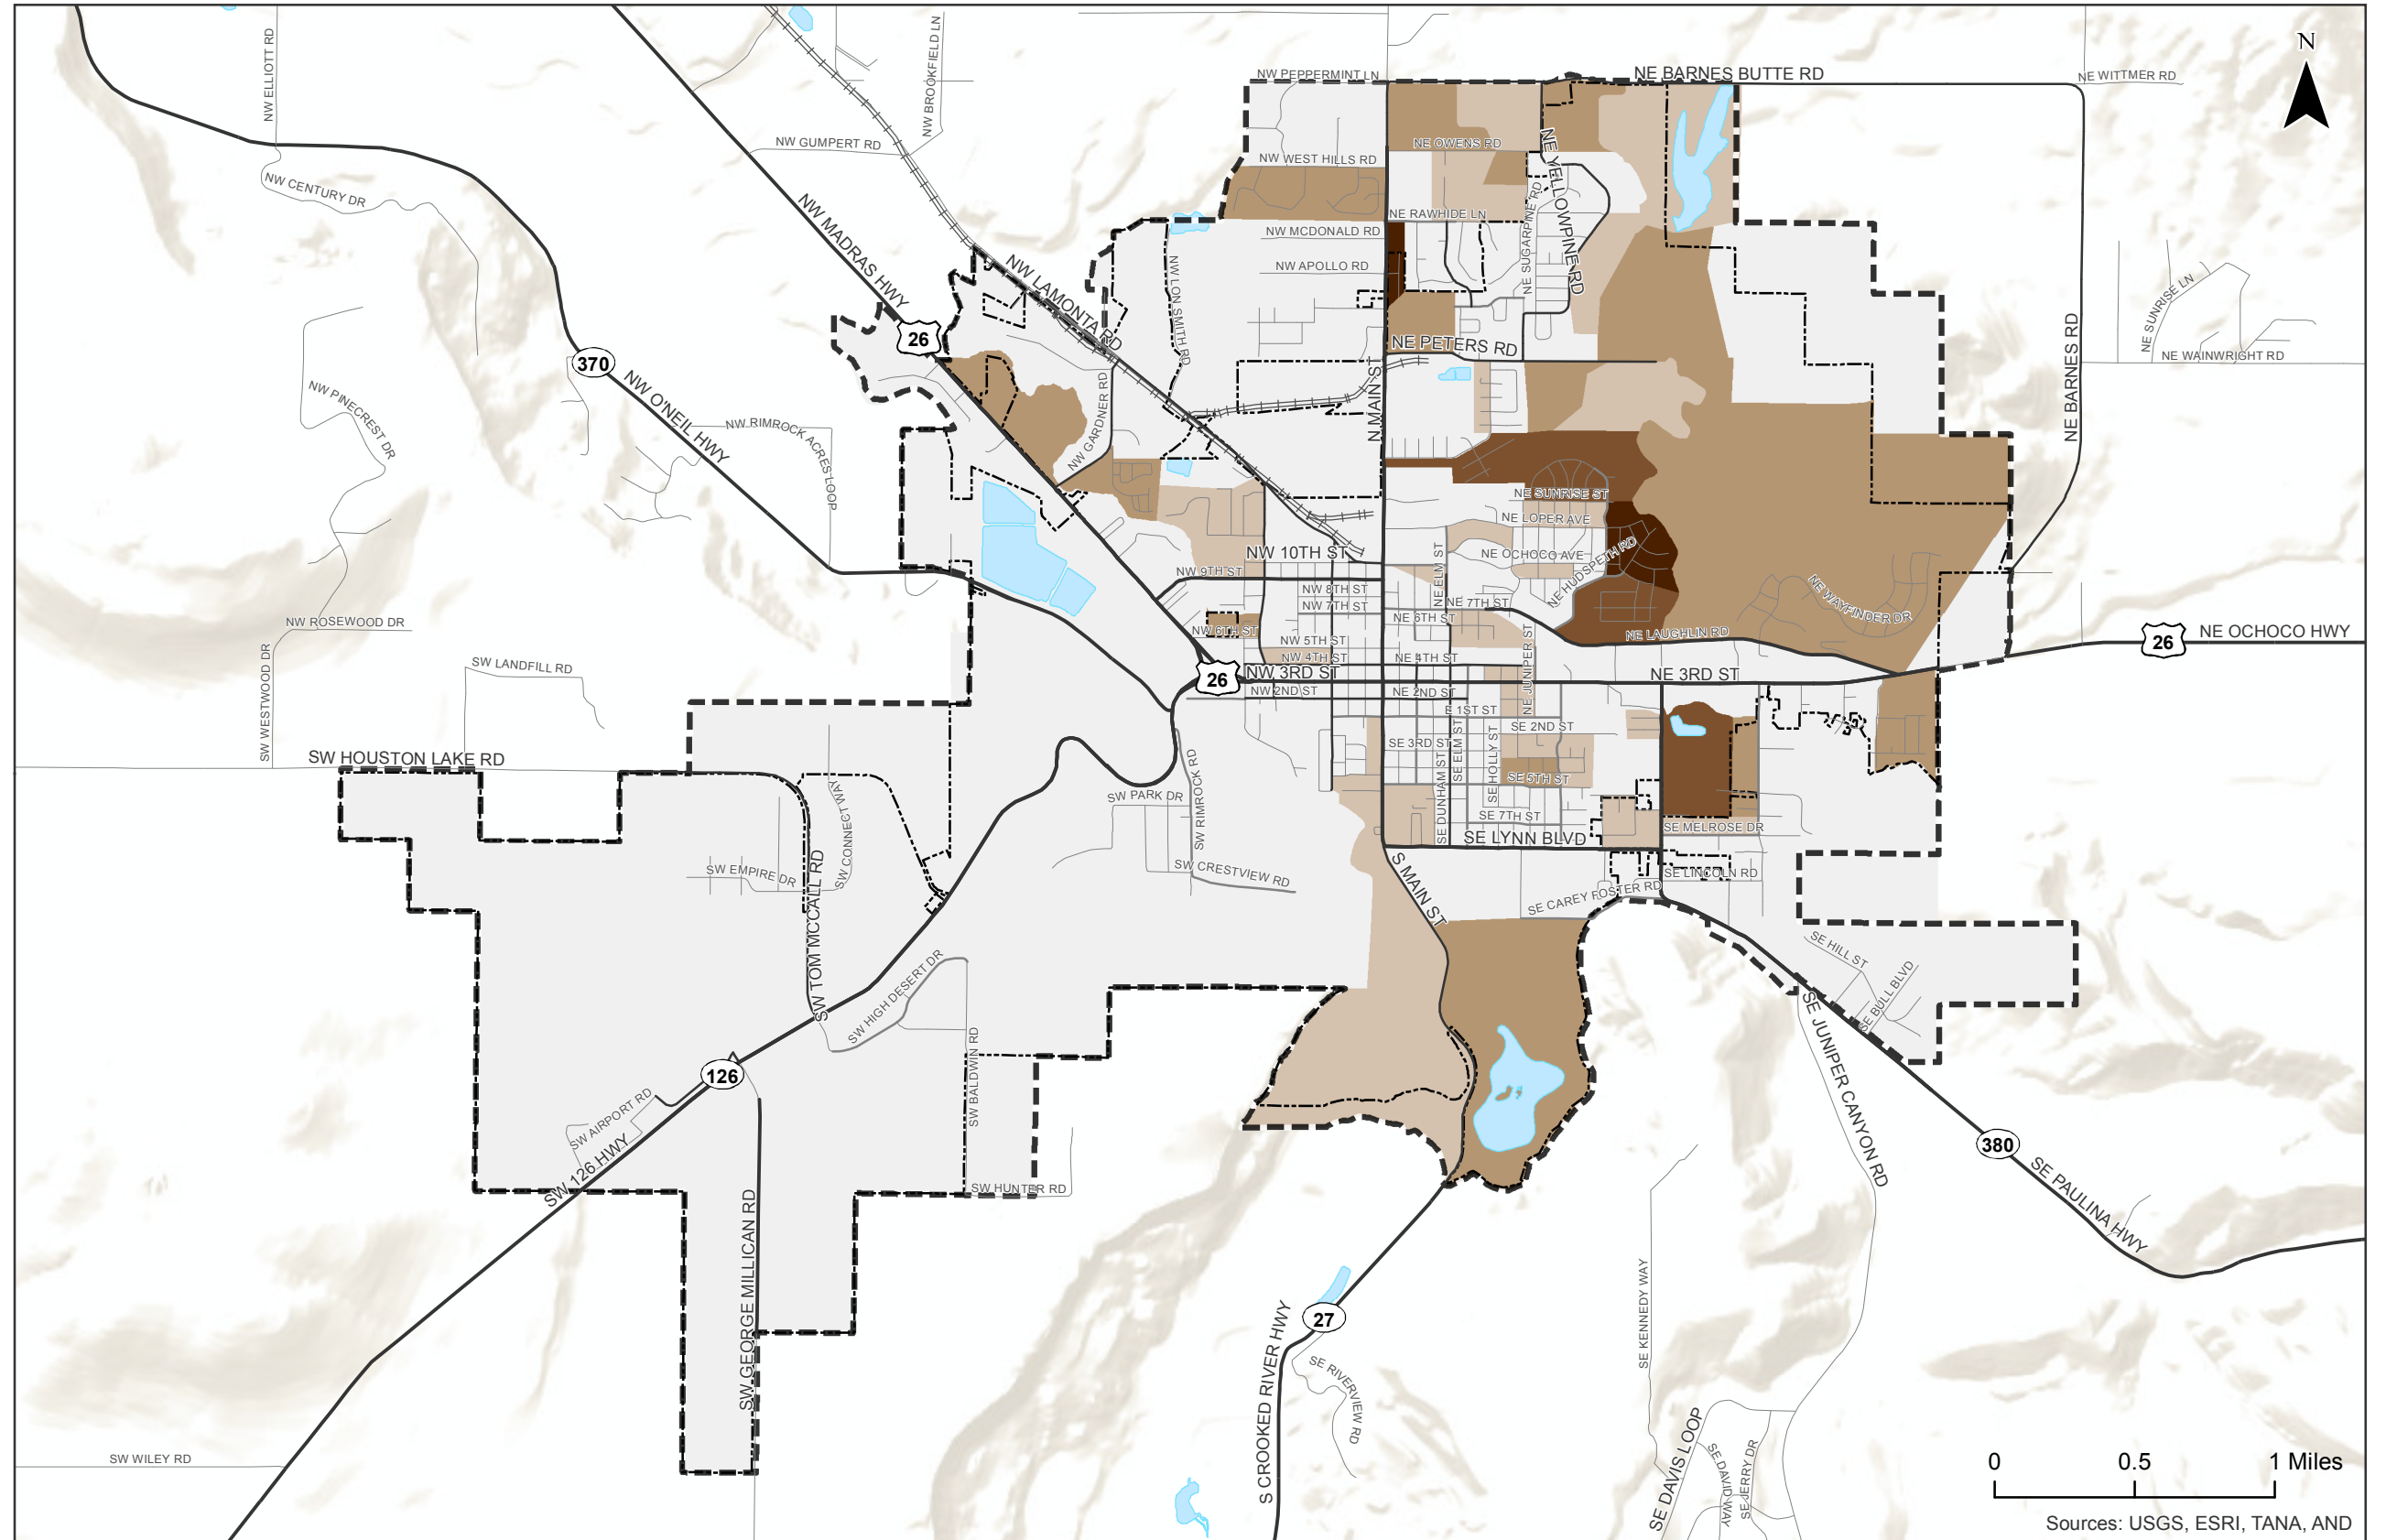 N
NE BARNES BUTTE RD
NW PEPPERMINT LN
NE WITTMER RD
NW ELLIOTT RD
NW BROOKFIELD LN
NW GUMPERT RD
NE OWENS RD
NW WEST HILLS RD
NE YELLOWPINE RD
NW CENTURY DR
NE RAWHIDE LN
NE SUGARPINE RD
NW MCDONALD RD
NW MADRAS HWY
NW LAMONTA RD
NW LON SMITH RD
NW APOLLO RD
NE SUNRISE LN
26
NE PETERS RD
NE BARNES RD
NE WAINWRIGHT RD
370
NW O'NEIL HWY
N MAIN ST
NW GARDNER RD
NW PINECREST DR
NW RIMROCK ACRES LOOP
NE SUNRISE ST
NE LOPER AVE
NW 10TH ST
NE ELM ST
NE OCHOCO AVE
NE HUDSPETH RD
NW 9TH ST
NW 8TH ST
NW 7TH ST
NE 7TH ST
NE WAYFINDER DR
NE 6TH ST
NW ROSEWOOD DR
NW 6TH ST
NW 5TH ST
NE JUNIPER ST
NE LAUGHLIN RD
26
NE OCHOCO HWY
SW WESTWOOD DR
SW LANDFILL RD
NW 4TH ST
NE 4TH ST
26
NW 3RD ST
NE 3RD ST
NW 2ND ST
NE 2ND ST
E 1ST ST
SE 2ND ST
SW HOUSTON LAKE RD
SE 3RD ST
SE ELM ST
SE HOLLY ST
SW RIMROCK RD
SE 5TH ST
SW PARK DR
SE DUNHAM ST
SW CONNECT WAY
SE 7TH ST
SE MELROSE DR
SE LYNN BLVD
SW EMPIRE DR
SW TOM MCCALL RD
SW CRESTVIEW RD
S MAIN ST
SE LINCOLN RD
SE CAREY FOSTER RD
SE HILL ST
SE BULL BLVD
SW HIGH DESERT DR
SE JUNIPER CANYON RD
126
SW BALDWIN RD
SW AIRPORT RD
SW 126 HWY
380
SE PAULINA HWY
SW HUNTER RD
SW GEORGE MILLICAN RD
27
S CROOKED RIVER HWY
SE RIVERVIEW RD
SE KENNEDY WAY
SE DAVIS LOOP
SE DAVID WAY
SE JERRY DR
SW WILEY RD
0 0.5 1 Miles
Sources: USGS, ESRI, TANA, AND